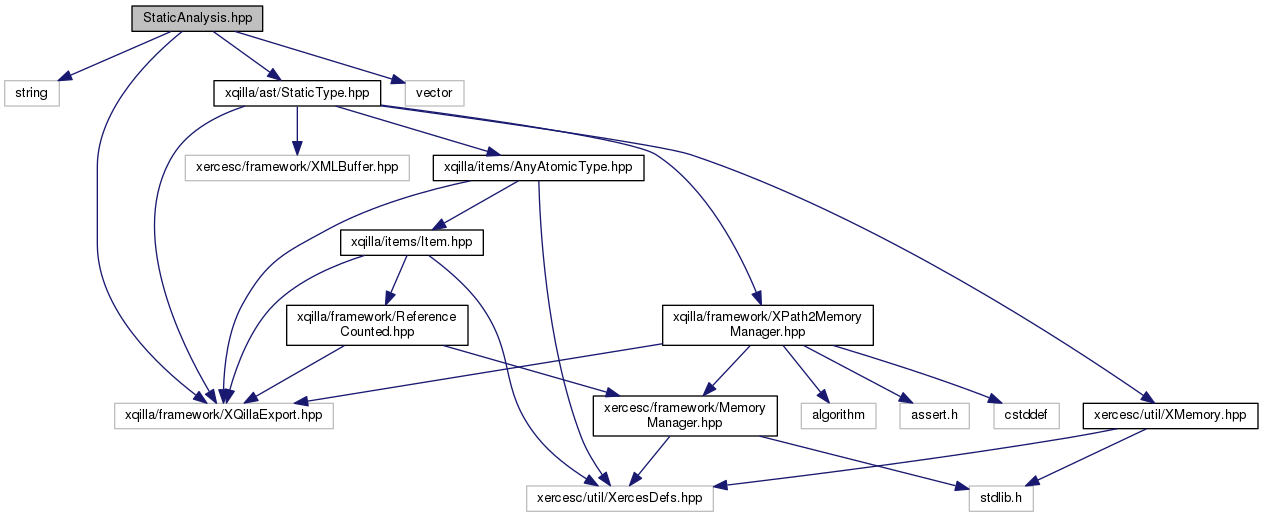 StaticAnalysis.hpp
string
xqilla/ast/StaticType.hpp
vector
xercesc/framework/XMLBuffer.hpp
xqilla/items/AnyAtomicType.hpp
xqilla/items/Item.hpp
xqilla/framework/Reference
Counted.hpp
xqilla/framework/XPath2Memory
Manager.hpp
xqilla/framework/XQillaExport.hpp
xercesc/framework/Memory
Manager.hpp
algorithm
assert.h
cstddef
xercesc/util/XMemory.hpp
xercesc/util/XercesDefs.hpp
stdlib.h